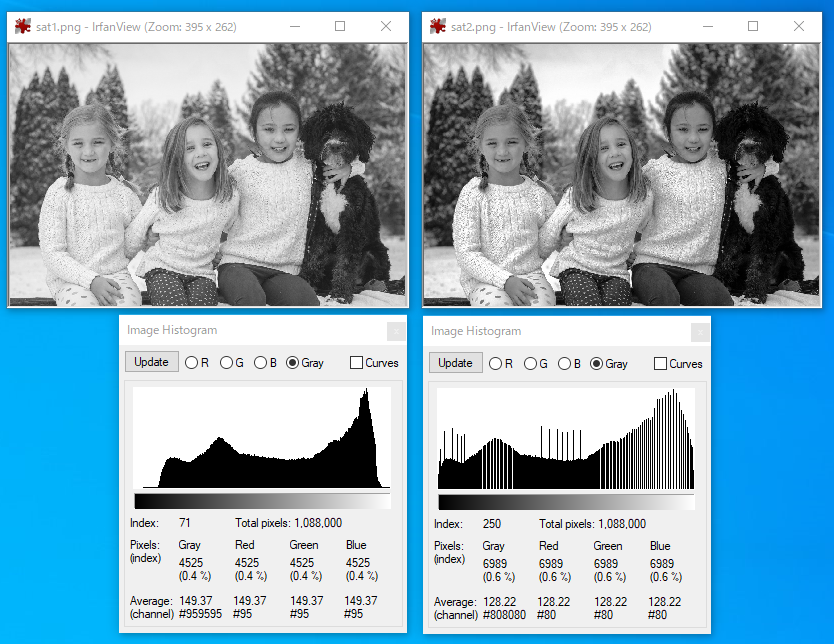 sat1.png - IrfanView (Zoom: 395 x 262)
sat2.png - IrfanView (Zoom: 395 x 262)
Image Histogram
Update R G B Gray Curves
Index: 71 Total pixels: 1,088,000
Pixels: Gray Red Green Blue
(index) 4525 4525 4525 4525
(0.4 %) (0.4 %) (0.4 %) (0.4 %)
Average: 149.37 149.37 149.37 149.37
(channel) #959595 #95 #95 #95
Image Histogram
Update R G B Gray Curves
Index: 250 Total pixels: 1,088,000
Pixels: Gray Red Green Blue
(index) 6989 6989 6989 6989
(0.6 %) (0.6 %) (0.6 %) (0.6 %)
Average: 128.22 128.22 128.22 128.22
(channel) #808080 #80 #80 #80